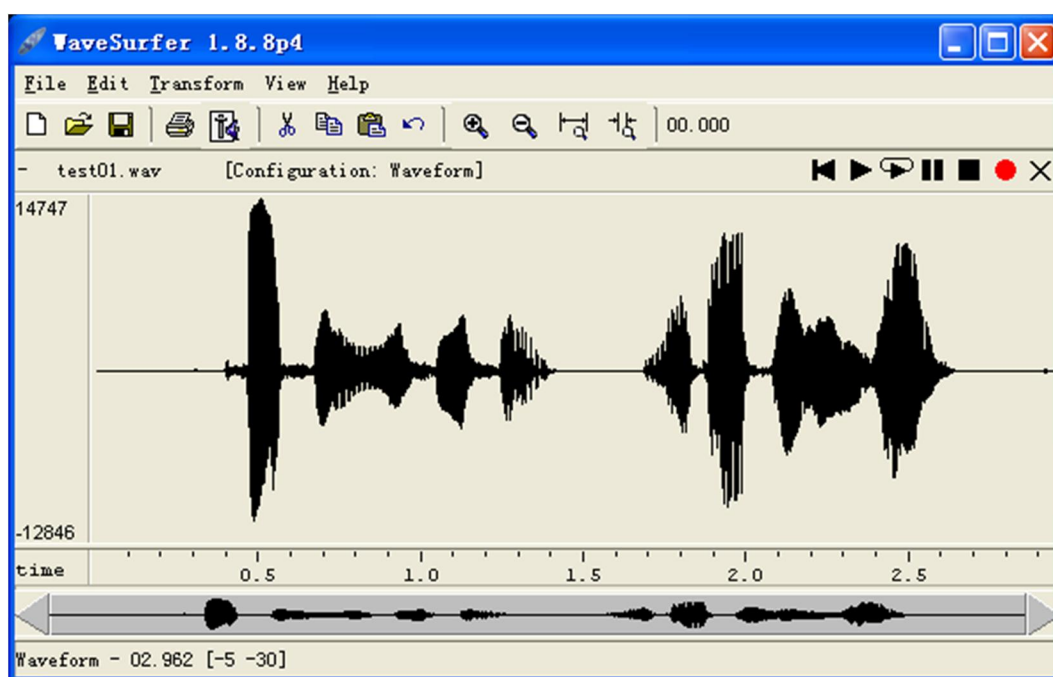 WaveSurfer 1.8.8p4
File Edit Transform View Help
00.000
- test01.wav [Configuration: Waveform]
14747
-12846
time 0.5 1.0 1.5 2.0 2.5
Waveform - 02.962 [-5 -30]